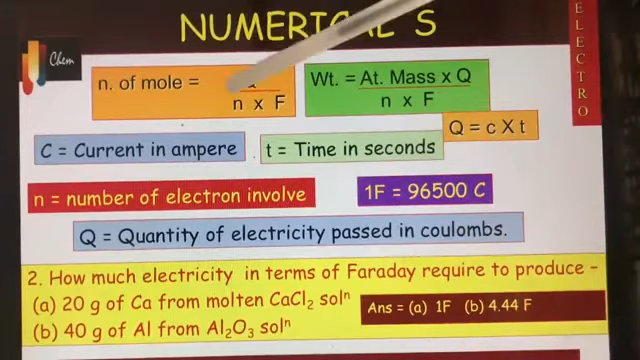 NUMERICAL S
ELECTRO
Chem
n. of mole =
n x F
Wt. = At. Mass x Q
n x F
Q = c X t
C = Current in ampere
t = Time in seconds
n = number of electron involve
1F = 96500 C
Q = Quantity of electricity passed in coulombs.
2. How much electricity in terms of Faraday require to produce –
(a) 20 g of Ca from molten CaCl₂ solⁿ
(b) 40 g of Al from Al₂O₃ solⁿ
Ans = (a) 1F (b) 4.44 F